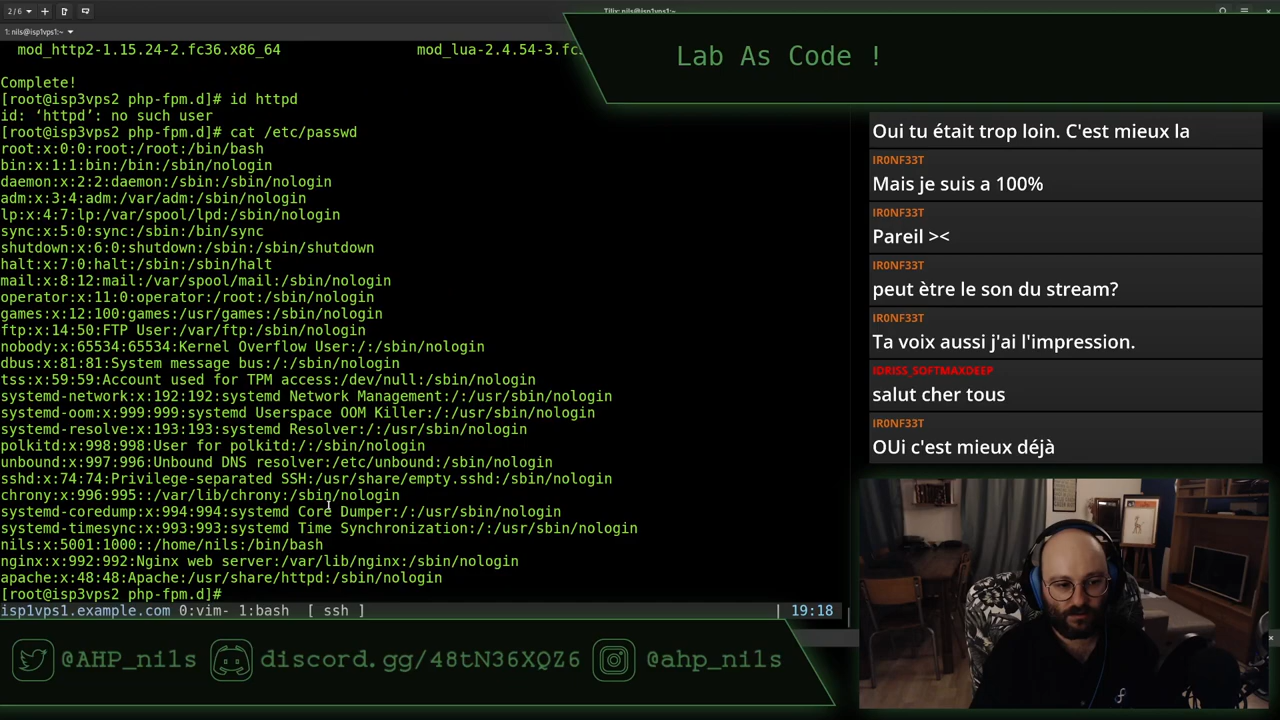 2/6
Tilix: nils@isp1vps1:~
1: nils@isp1vps1:~
mod_http2-1.15.24-2.fc36.x86_64 mod_lua-2.4.54-3.fc3
Complete!
[root@isp3vps2 php-fpm.d]# id httpd
id: ‘httpd’: no such user
[root@isp3vps2 php-fpm.d]# cat /etc/passwd
root:x:0:0:root:/root:/bin/bash
bin:x:1:1:bin:/bin:/sbin/nologin
daemon:x:2:2:daemon:/sbin:/sbin/nologin
adm:x:3:4:adm:/var/adm:/sbin/nologin
lp:x:4:7:lp:/var/spool/lpd:/sbin/nologin
sync:x:5:0:sync:/sbin:/bin/sync
shutdown:x:6:0:shutdown:/sbin:/sbin/shutdown
halt:x:7:0:halt:/sbin:/sbin/halt
mail:x:8:12:mail:/var/spool/mail:/sbin/nologin
operator:x:11:0:operator:/root:/sbin/nologin
games:x:12:100:games:/usr/games:/sbin/nologin
ftp:x:14:50:FTP User:/var/ftp:/sbin/nologin
nobody:x:65534:65534:Kernel Overflow User:/:/sbin/nologin
dbus:x:81:81:System message bus:/:/sbin/nologin
tss:x:59:59:Account used for TPM access:/dev/null:/sbin/nologin
systemd-network:x:192:192:systemd Network Management:/:/usr/sbin/nologin
systemd-oom:x:999:999:systemd Userspace OOM Killer:/:/usr/sbin/nologin
systemd-resolve:x:193:193:systemd Resolver:/:/usr/sbin/nologin
polkitd:x:998:998:User for polkitd:/:/sbin/nologin
unbound:x:997:996:Unbound DNS resolver:/etc/unbound:/sbin/nologin
sshd:x:74:74:Privilege-separated SSH:/usr/share/empty.sshd:/sbin/nologin
chrony:x:996:995::/var/lib/chrony:/sbin/nologin
systemd-coredump:x:994:994:systemd Core Dumper:/:/usr/sbin/nologin
systemd-timesync:x:993:993:systemd Time Synchronization:/:/usr/sbin/nologin
nils:x:5001:1000::/home/nils:/bin/bash
nginx:x:992:992:Nginx web server:/var/lib/nginx:/sbin/nologin
apache:x:48:48:Apache:/usr/share/httpd:/sbin/nologin
[root@isp3vps2 php-fpm.d]#
isp1vps1.example.com 0:vim- 1:bash [ ssh ] | 19:18
Lab As Code !
Oui tu était trop loin. C'est mieux la
IR0NF33T
Mais je suis a 100%
IR0NF33T
Pareil ><
IR0NF33T
peut ètre le son du stream?
IR0NF33T
Ta voix aussi j'ai l'impression.
IDRISS_SOFTMAXDEEP
salut cher tous
IR0NF33T
OUi c'est mieux déjà
@AHP_nils discord.gg/48tN36XQZ6 @ahp_nils